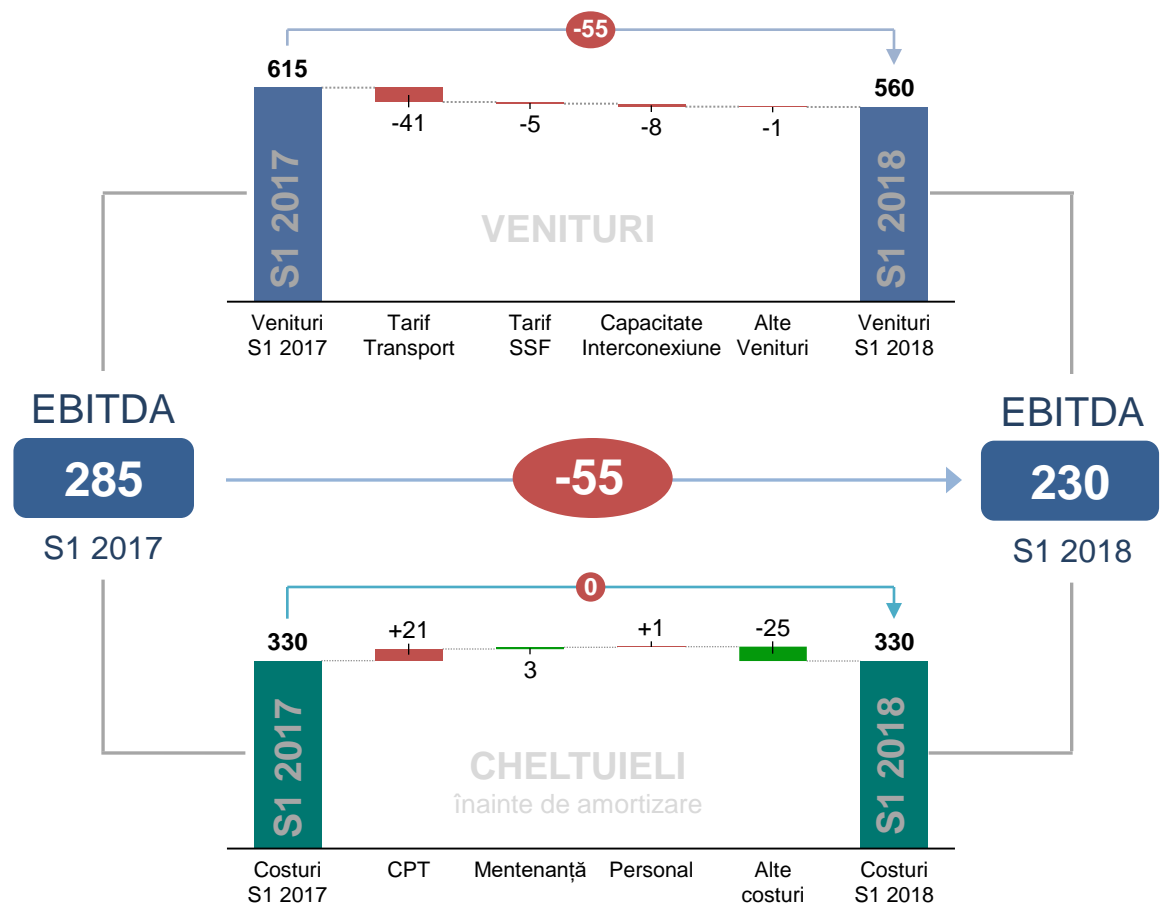 -55
615
560
-41
-5
-8
-1
S1 2017
S1 2018
VENITURI
Venituri
S1 2017
Tarif
Transport
Tarif
SSF
Capacitate
Interconexiune
Alte
Venituri
Venituri
S1 2018
EBITDA
285
S1 2017
-55
EBITDA
230
S1 2018
0
330
+21
3
+1
-25
330
S1 2017
S1 2018
CHELTUIELI
înainte de amortizare
Costuri
S1 2017
CPT
Mentenanță
Personal
Alte
costuri
Costuri
S1 2018